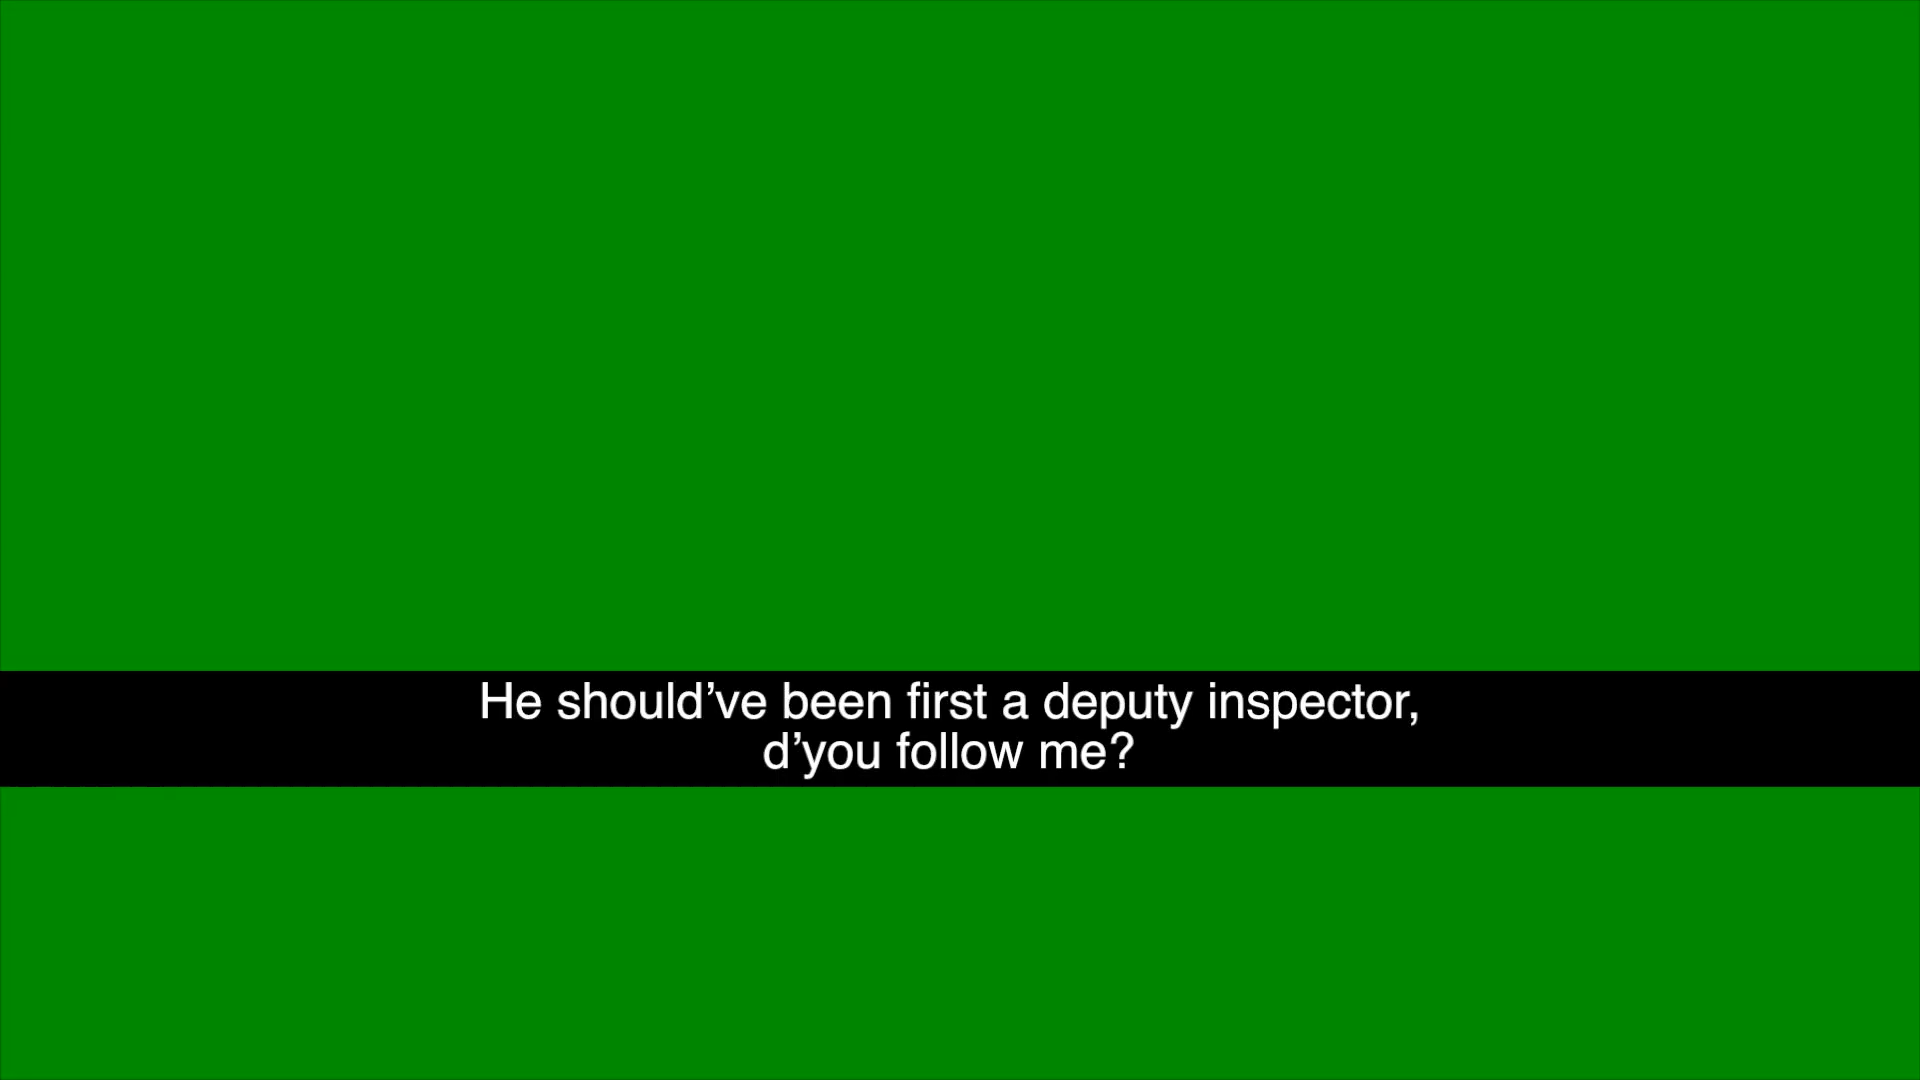 He should’ve been first a deputy inspector,
d’you follow me?